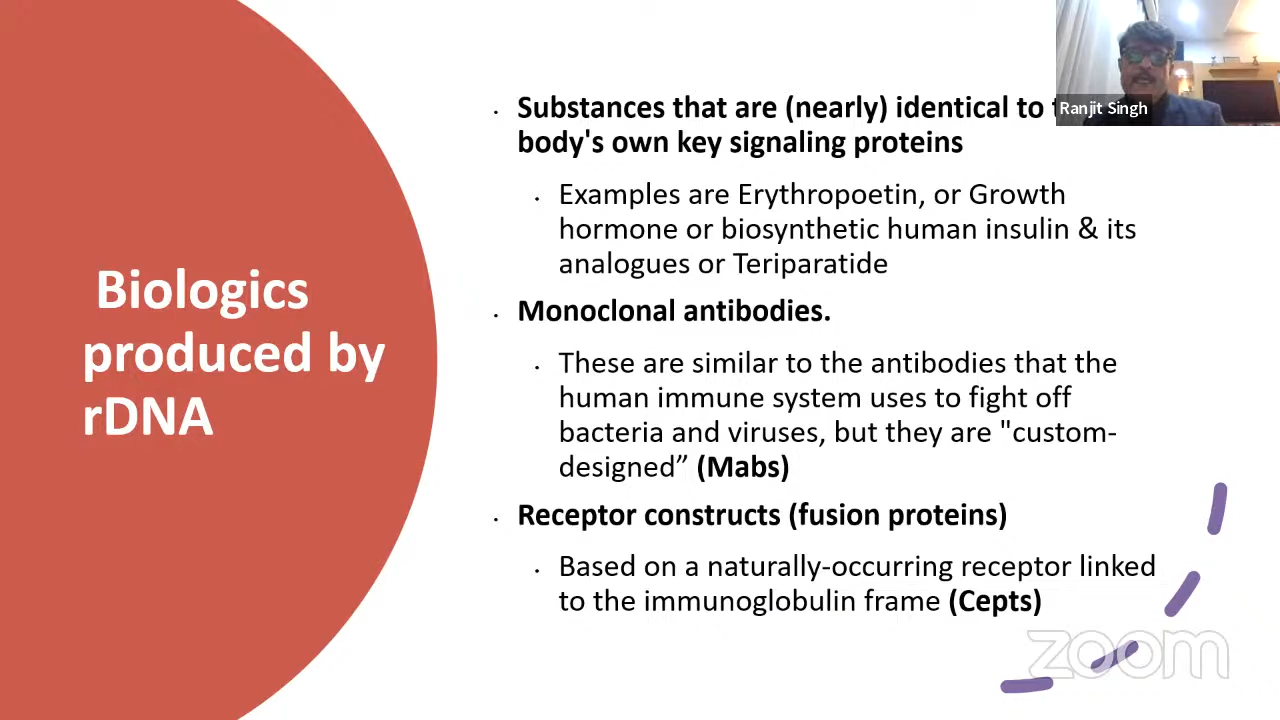 Biologics
produced by
rDNA
· Substances that are (nearly) identical to
body's own key signaling proteins
· Examples are Erythropoetin, or Growth
hormone or biosynthetic human insulin & its
analogues or Teriparatide
· Monoclonal antibodies.
· These are similar to the antibodies that the
human immune system uses to fight off
bacteria and viruses, but they are "custom-
designed” (Mabs)
· Receptor constructs (fusion proteins)
· Based on a naturally-occurring receptor linked
to the immunoglobulin frame (Cepts)
Ranjit Singh
zoom